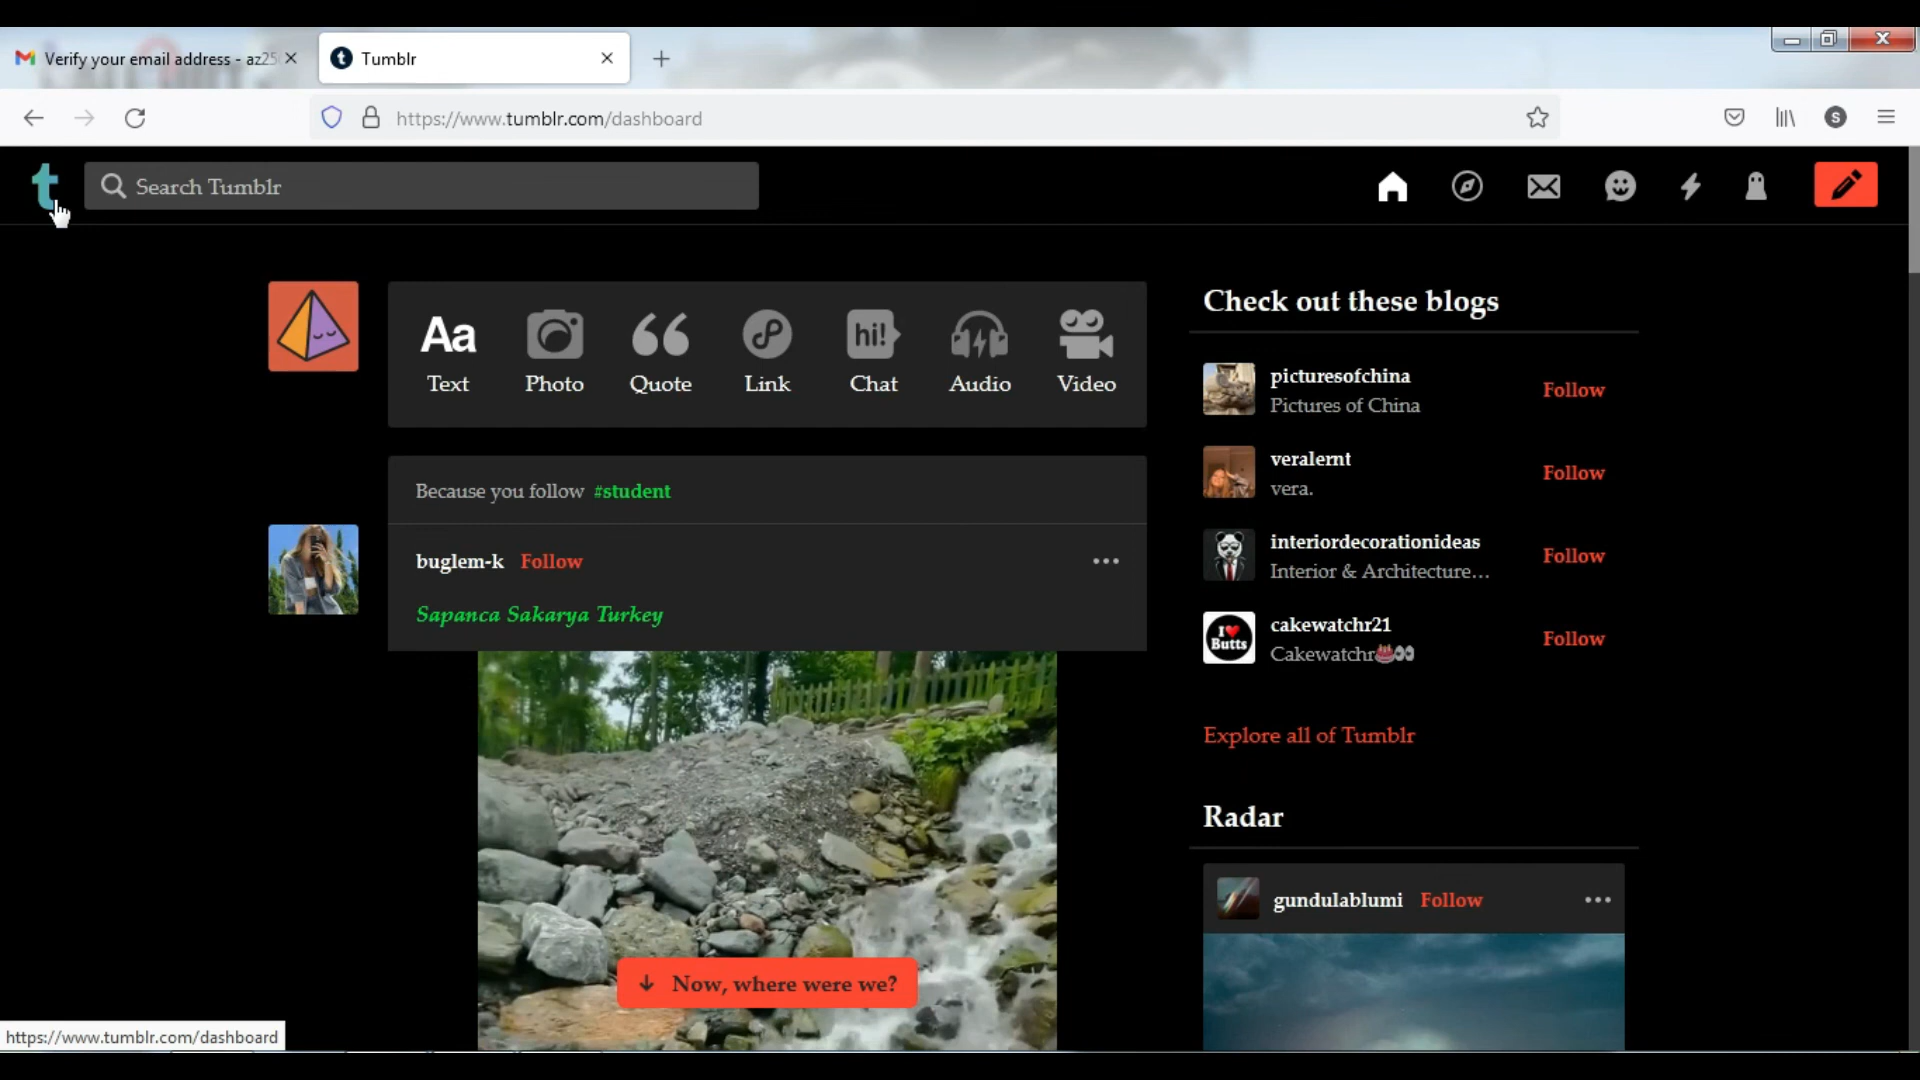 Verify your email address - az25
Tumblr
https://www.tumblr.com/dashboard
t
Search Tumblr
Aa
hi!
Text
Photo
Quote
Link
Chat
Audio
Video
Because you follow #student
buglem-k Follow
Sapanca Sakarya Turkey
Now, where were we?
Check out these blogs
picturesofchina
Pictures of China
Follow
veralernt
vera.
Follow
interiordecorationideas
Interior & Architecture...
Follow
I ❤ Butts
cakewatchr21
Cakewatchr🎂👀
Follow
Explore all of Tumblr
Radar
gundulablumi Follow
https://www.tumblr.com/dashboard